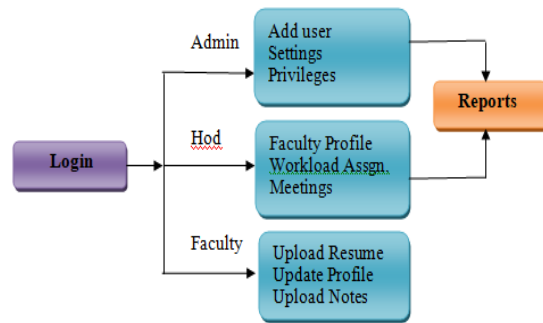 Admin
Add user
Settings
Privileges
Reports
Hod
Faculty Profile
Workload Assgn.
Meetings
Login
Faculty
Upload Resume
Update Profile
Upload Notes